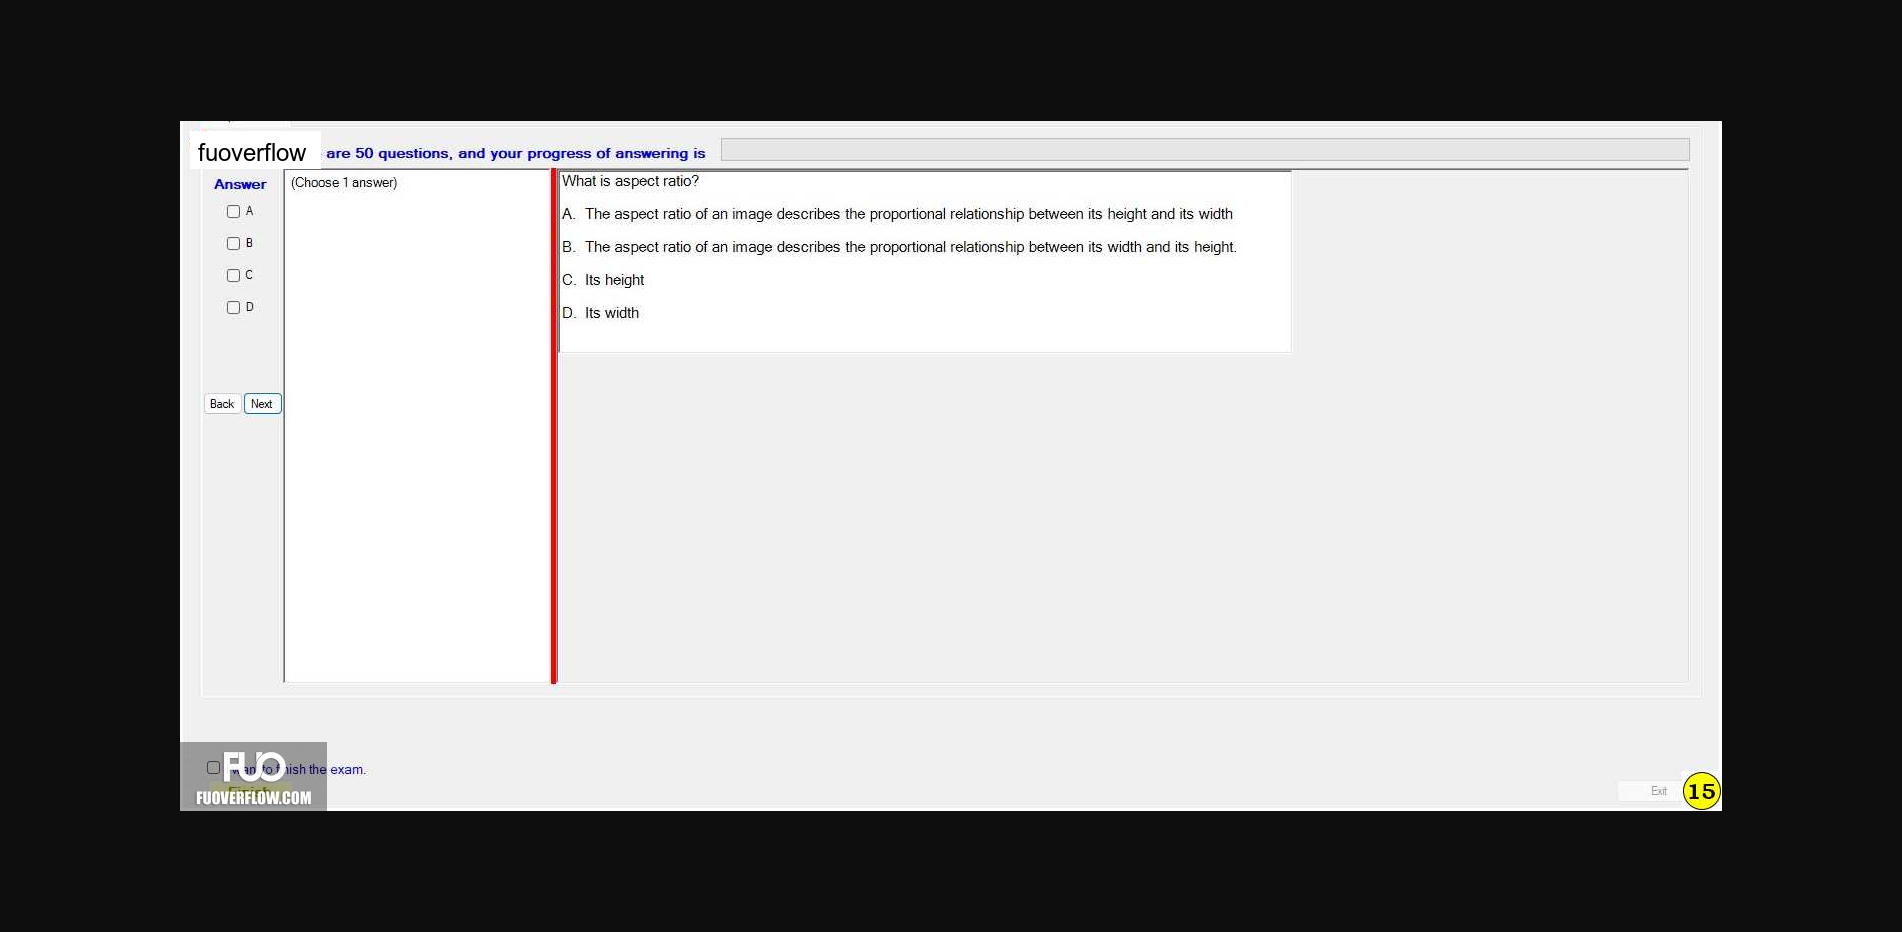 fuoverflow are 50 questions, and your progress of answering is
Answer
(Choose 1 answer)
A
B
C
D
Back Next
What is aspect ratio?
A. The aspect ratio of an image describes the proportional relationship between its height and its width
B. The aspect ratio of an image describes the proportional relationship between its width and its height.
C. Its height
D. Its width
FUO
want to finish the exam.
Finish
FUOVERFLOW.COM
Exit
15